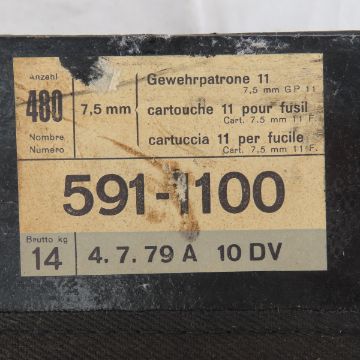 Anzahl
480
Nombre
Numero
7,5 mm
Gewehrpatrone 11
7,5 mm GP 11
cartouche 11 pour fusil
Cart. 7,5 mm 11 F.
cartuccia 11 per fucile
Cart. 7,5 mm 11 F.
591-1100
Brutto kg
14
4. 7. 79 A 10 DV